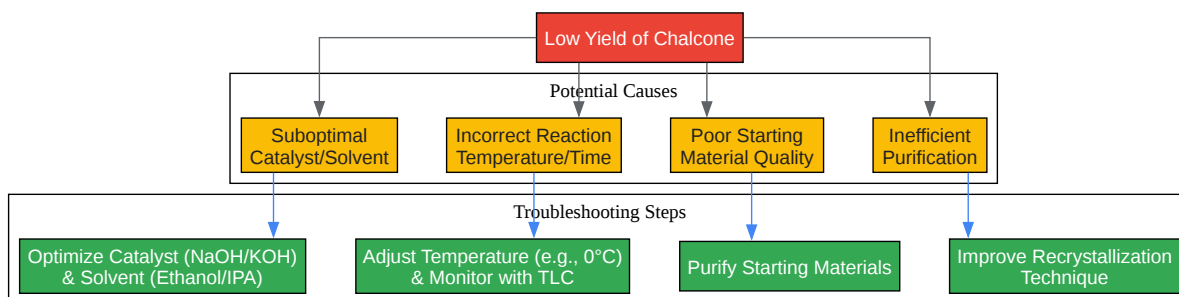 Low Yield of Chalcone
Potential Causes
Suboptimal
Catalyst/Solvent
Incorrect Reaction
Temperature/Time
Poor Starting
Material Quality
Inefficient
Purification
Troubleshooting Steps
Optimize Catalyst (NaOH/KOH)
& Solvent (Ethanol/IPA)
Adjust Temperature (e.g., 0°C)
& Monitor with TLC
Purify Starting Materials
Improve Recrystallization
Technique